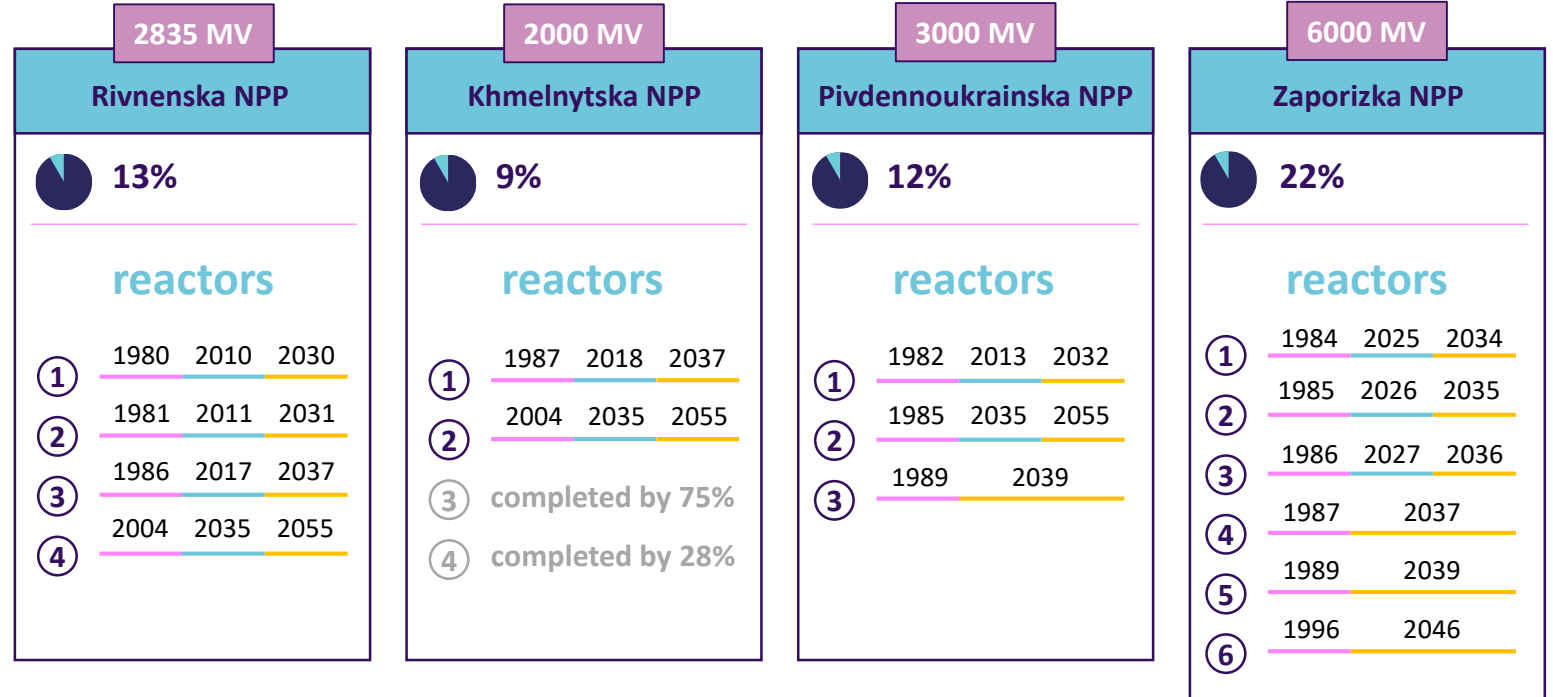 2835 MV
Rivnenska NPP
13%
reactors
1 1980 2010 2030
2 1981 2011 2031
3 1986 2017 2037
4 2004 2035 2055
2000 MV
Khmelnytska NPP
9%
reactors
1 1987 2018 2037
2 2004 2035 2055
3 completed by 75%
4 completed by 28%
3000 MV
Pivdennoukrainska NPP
12%
reactors
1 1982 2013 2032
2 1985 2035 2055
3 1989 2039
6000 MV
Zaporizka NPP
22%
reactors
1 1984 2025 2034
2 1985 2026 2035
3 1986 2027 2036
4 1987 2037
5 1989 2039
6 1996 2046